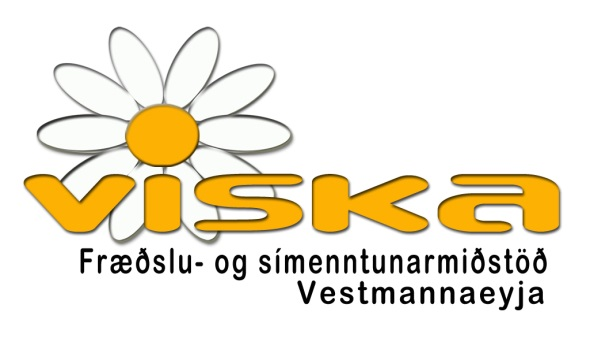 viska
Fræðslu- og símenntunarmiðstöð
Vestmannaeyja